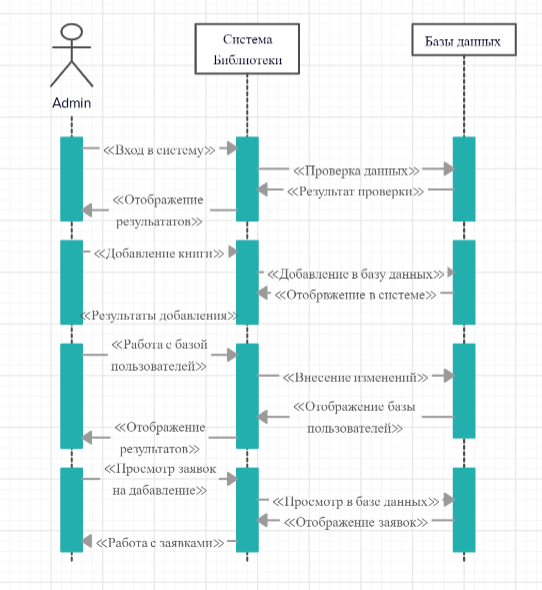 Система
Библиотеки
Базы данных
Admin
<<Вход в систему>>
<<Проверка данных>>
<<Результат проверки>>
<<Отображение
результатов>>
<<Добавление книги>>
<<Добавление в базу данных>>
<<Отобрвжение в системе>>
<<Результаты добавления>>
<<Работа с базой
пользователей>>
<<Внесение изменений>>
<<Отображение базы
пользователей>>
<<Отображение
результатов>>
<<Просмотр заявок
на дабавление>>
<<Просмотр в базе данных>>
<<Отображение заявок>>
<<Работа с заявками>>